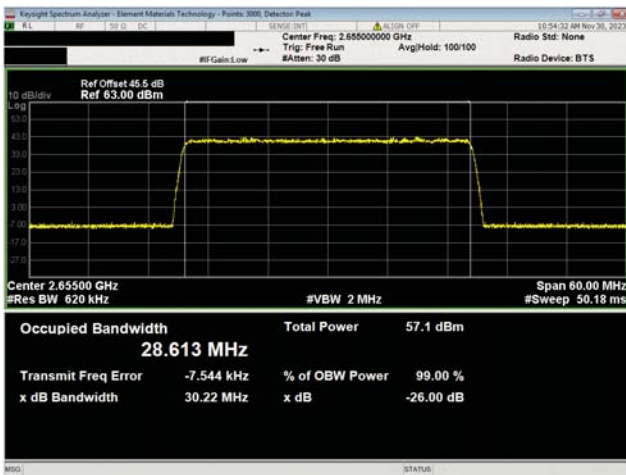 Keysight Spectrum Analyzer - Element Materials Technology - Points: 3000, Detector: Peak
RL RF 50 Ω DC SENSE:INT ALIGN OFF 10:54:32 AM Nov 30, 2023
Center Freq: 2.655000000 GHz Radio Std: None
Trig: Free Run Avg|Hold: 100/100
#IFGain:Low #Atten: 30 dB Radio Device: BTS
Ref Offset 45.5 dB
10 dB/div Ref 63.00 dBm
Log
53.0
43.0
33.0
23.0
13.0
3.00
-7.00
-17.0
-27.0
Center 2.65500 GHz Span 60.00 MHz
#Res BW 620 kHz #VBW 2 MHz #Sweep 50.18 ms
Occupied Bandwidth Total Power 57.1 dBm
28.613 MHz
Transmit Freq Error -7.544 kHz % of OBW Power 99.00 %
x dB Bandwidth 30.22 MHz x dB -26.00 dB
MSG STATUS